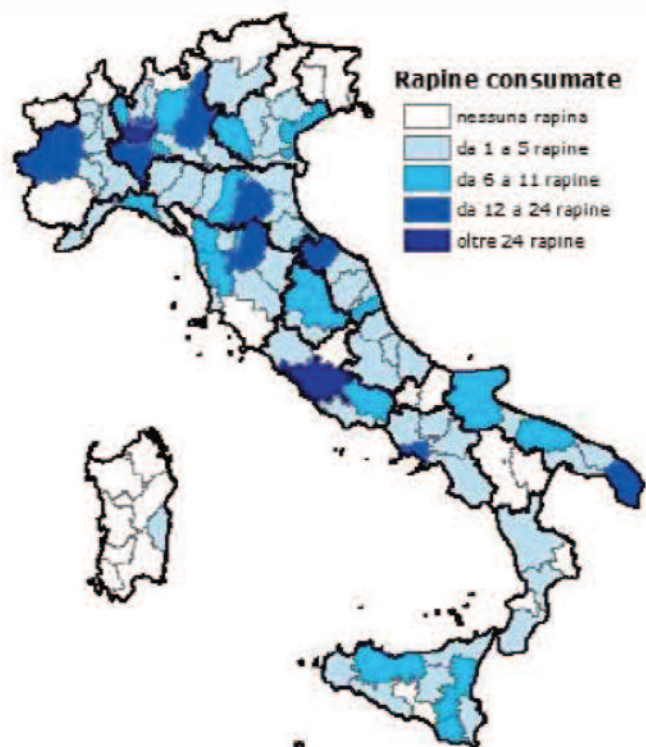 Rapine consumate
nessuna rapina
da 1 a 5 rapine
da 6 a 11 rapine
da 12 a 24 rapine
oltre 24 rapine